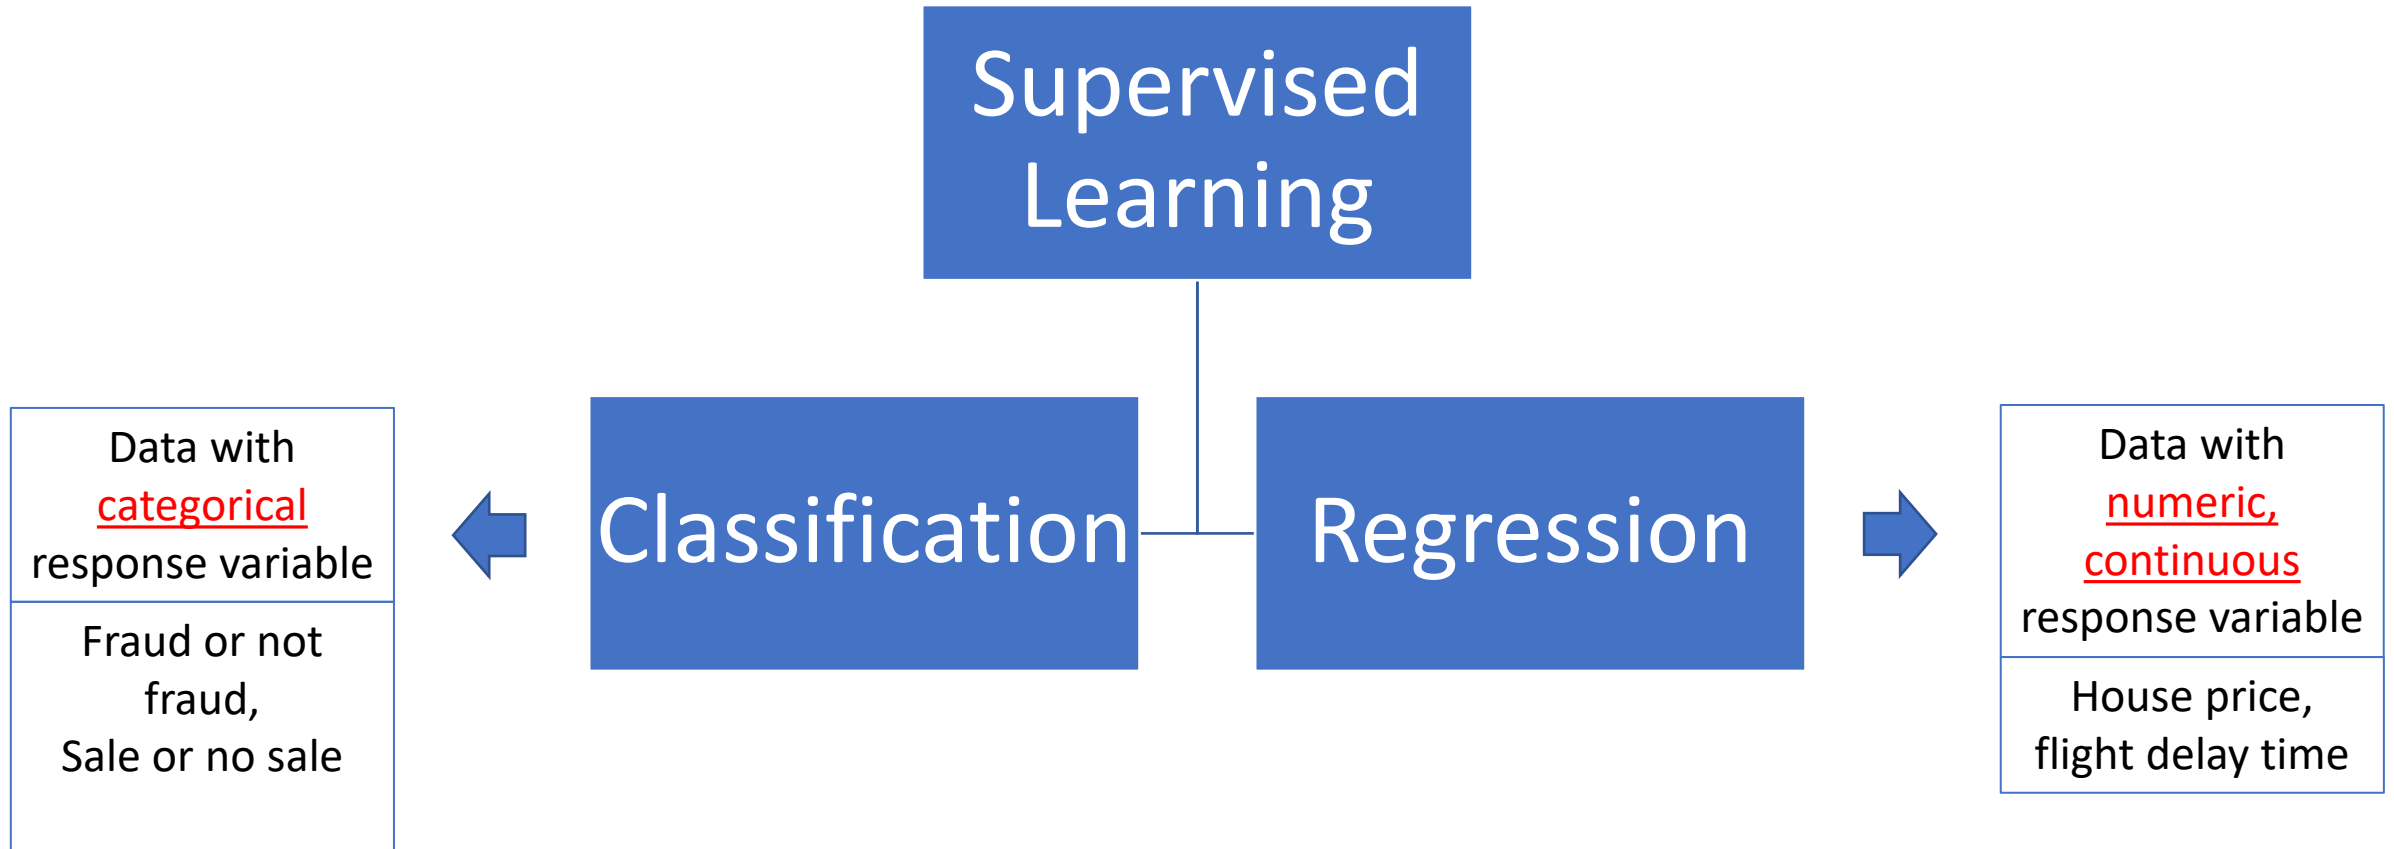 Supervised
Learning
Classification
Regression
Data with
categorical
response variable
Fraud or not
fraud,
Sale or no sale
Data with
numeric,
continuous
response variable
House price,
flight delay time